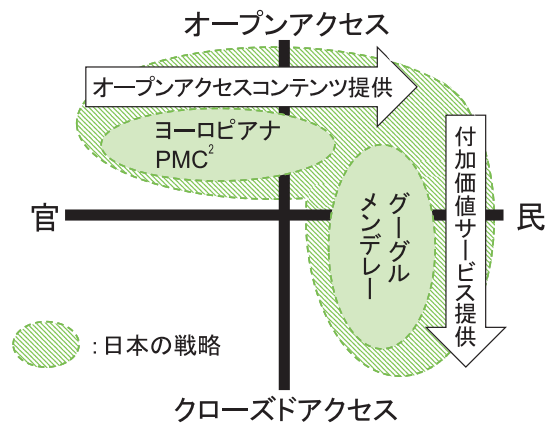 オープンアクセス
オープンアクセスコンテンツ提供
ヨーロピアナ
PMC²
官
民
グーグル
メンデレー
付加価値サービス提供
:日本の戦略
クローズドアクセス